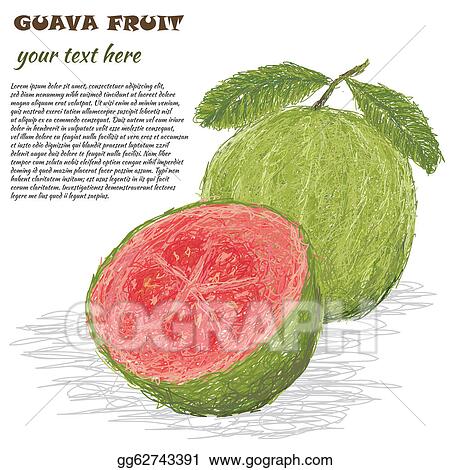 GUAVA FRUIT
your text here
Lorem ipsum dolor sit amet, consectetuer
adipiscing elit, sed diam nonummy nibh
euismod tincidunt ut laoreet dolore magna
aliquam erat volutpat. Ut wisi enim ad
minim veniam, quis nostrud exerci tation
ullamcorper suscipit lobortis nisl ut
aliquip ex ea commodo consequat. Duis
autem vel eum iriure dolor in hendrerit in
vulputate velit esse molestie consequat,
vel illum dolore eu feugiat nulla facilisis
at vero eros et accumsan et iusto odio
dignissim qui blandit praesent luptatum
zzril delenit augue duis dolore te feugait
nulla facilisi. Nam liber tempor cum soluta
nobis eleifend option congue nihil
imperdiet doming id quod mazim placerat
facer possim assum. Typi non habent
claritatem insitam; est usus legentis in
iis qui facit eorum
claritatem. Investigationes demonstraverunt
lectores legere me lius quod
GOGRAPH
gg62743391 www.gograph.com